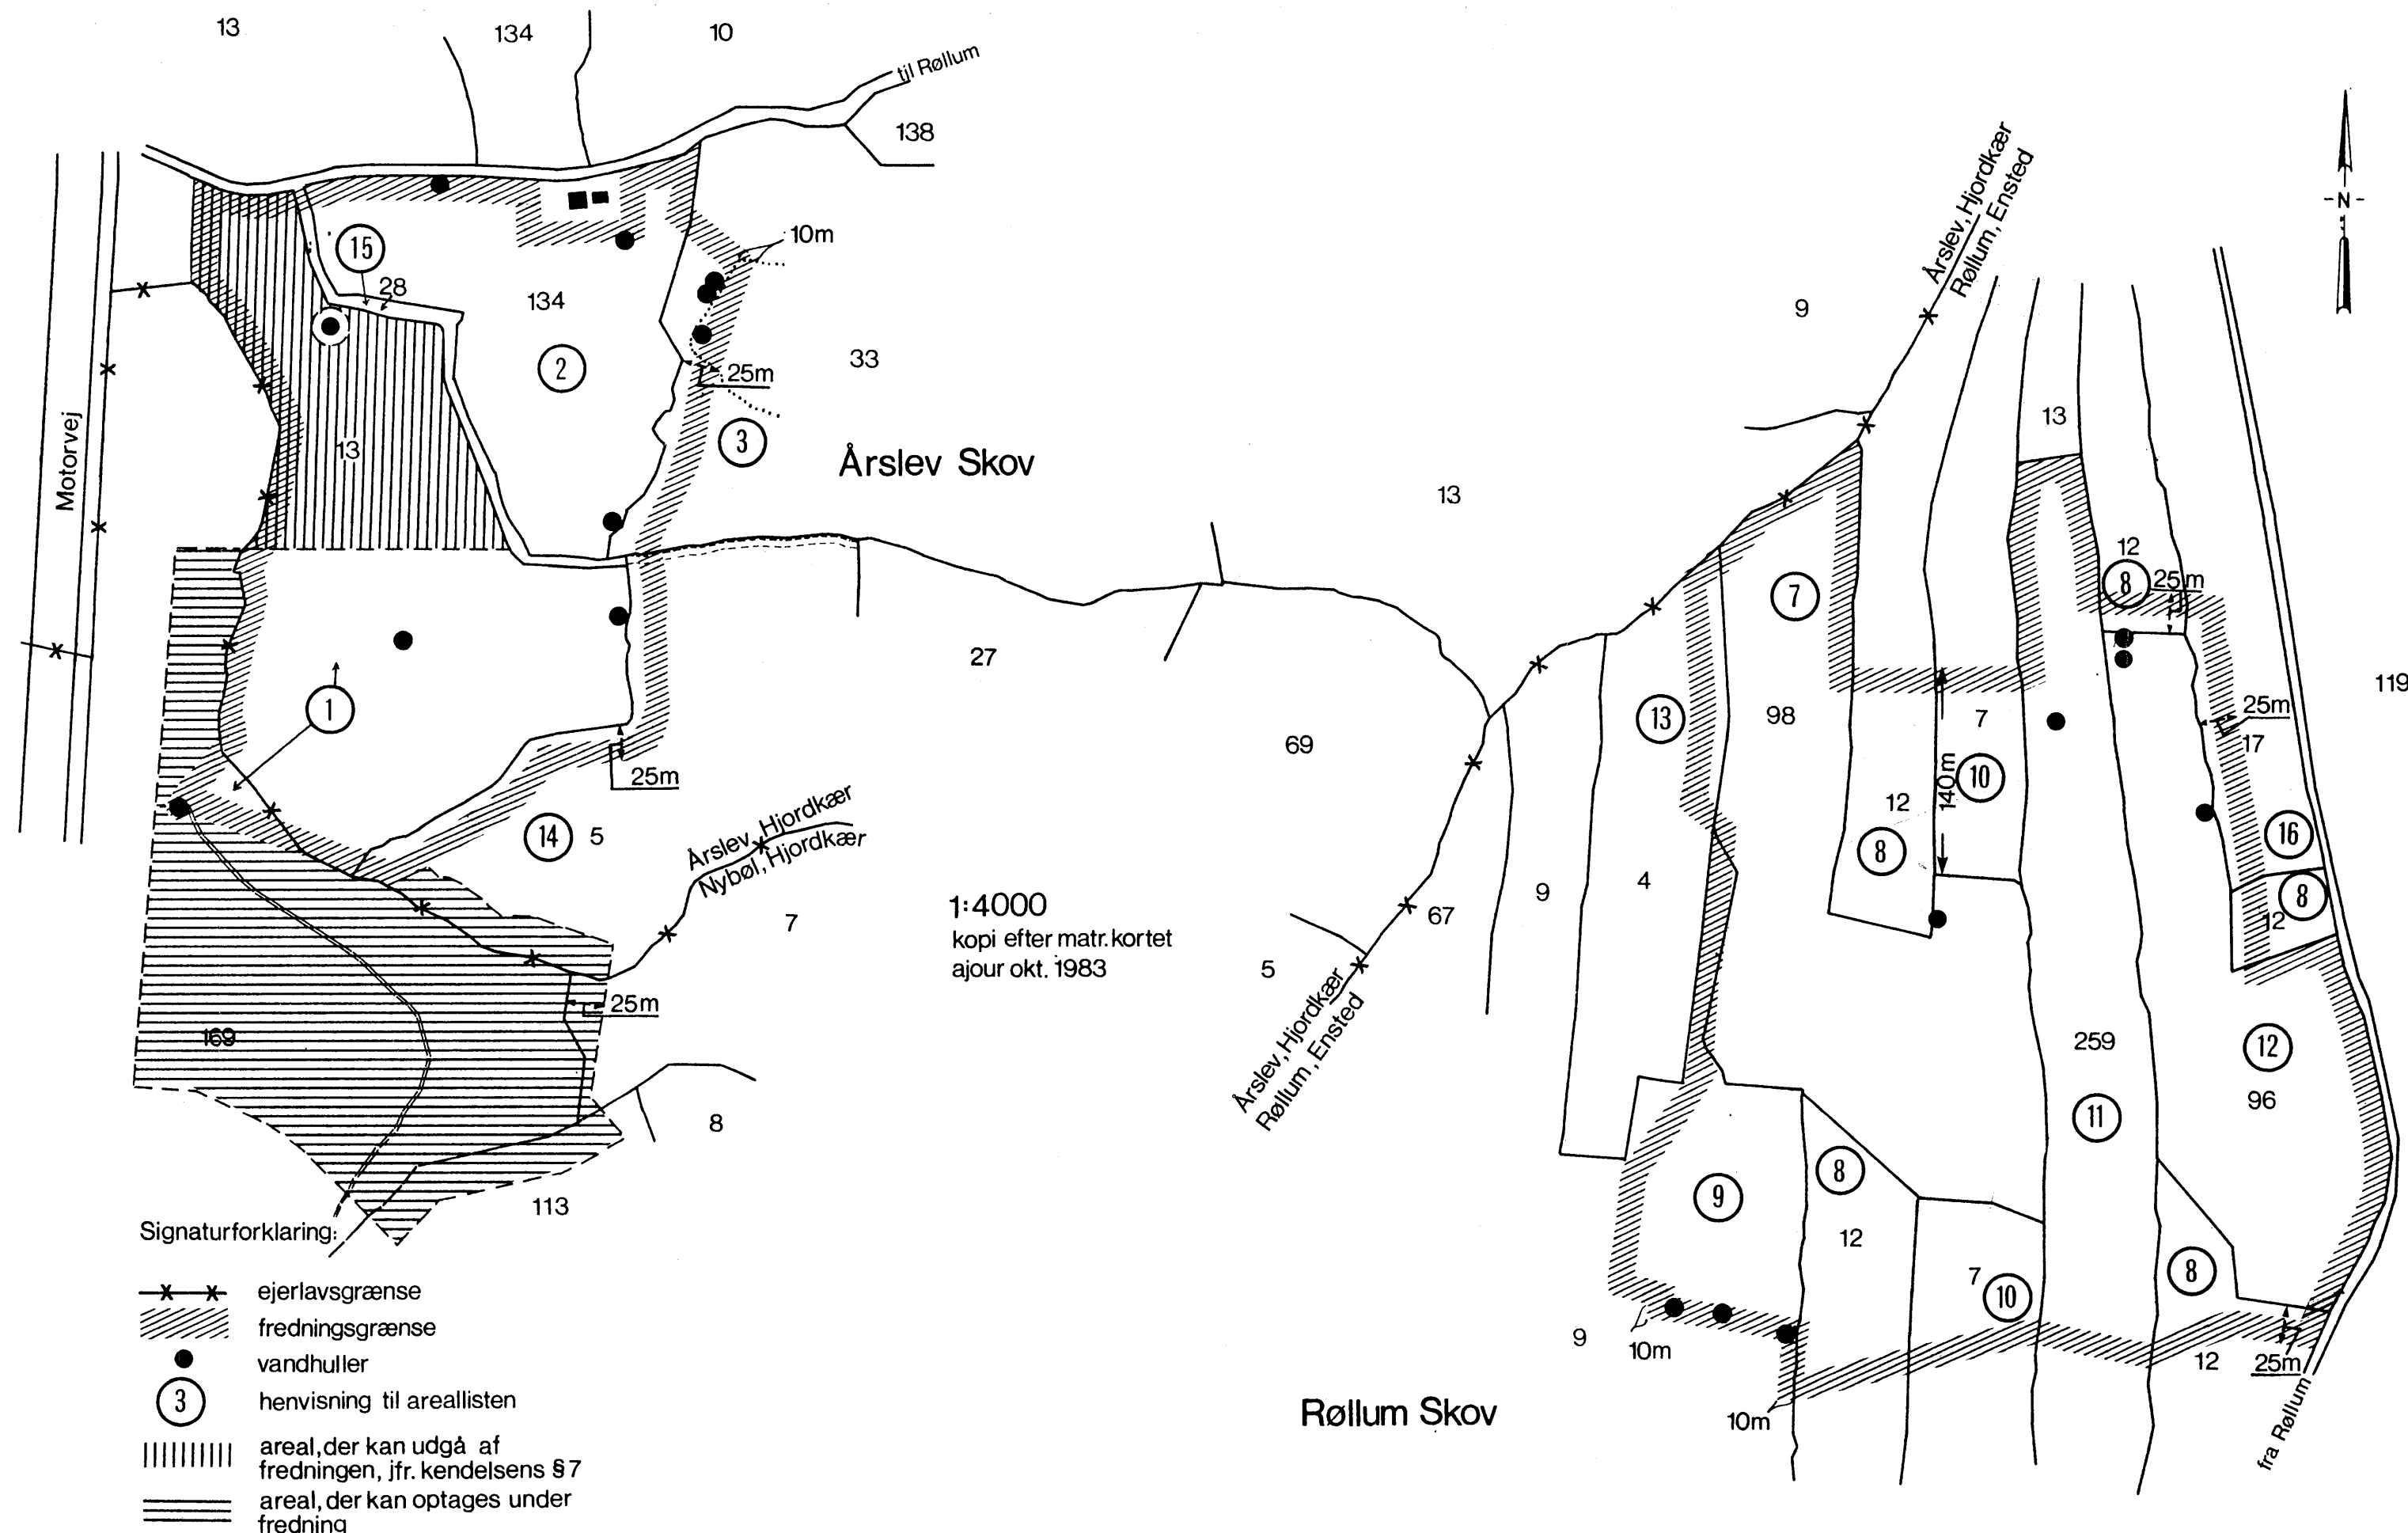 13
134
10
til Røllum
138
Årslev, Hjordkær
Røllum, Ensted
-N-
15
28
10m
134
9
2
33
25m
Motorvej
13
3
Årslev Skov
13
13
12
8
25m
7
1
27
13
98
7
25m
17
119
69
25m
10
140m
12
14
5
Årslev, Hjordkær
Nybøl, Hjordkær
8
16
8
12
4
9
7
67
1:4000
kopi efter matr.kortet
ajour okt. 1983
5
25m
169
Årslev, Hjordkær
Røllum, Ensted
259
12
96
11
8
113
8
9
12
7
10
8
Signaturforklaring:
ejerlavsgrænse
fredningsgrænse
vandhuller
3
henvisning til areallisten
areal, der kan udgå af
fredningen, jfr. kendelsens §7
areal, der kan optages under
fredning
9
10m
10m
12
25m
Røllum Skov
fra Røllum